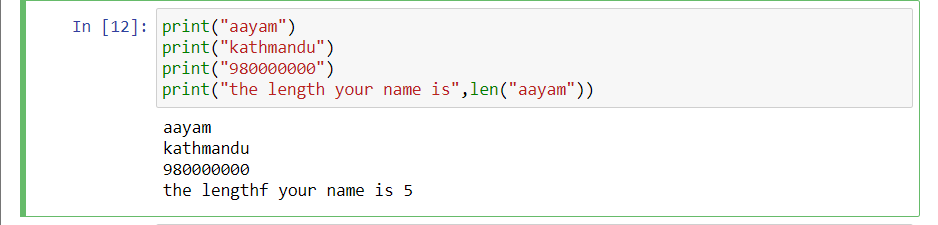 In [12]: print("aayam")
print("kathmandu")
print("980000000")
print("the length your name is",len("aayam"))
aayam
kathmandu
980000000
the lengthf your name is 5